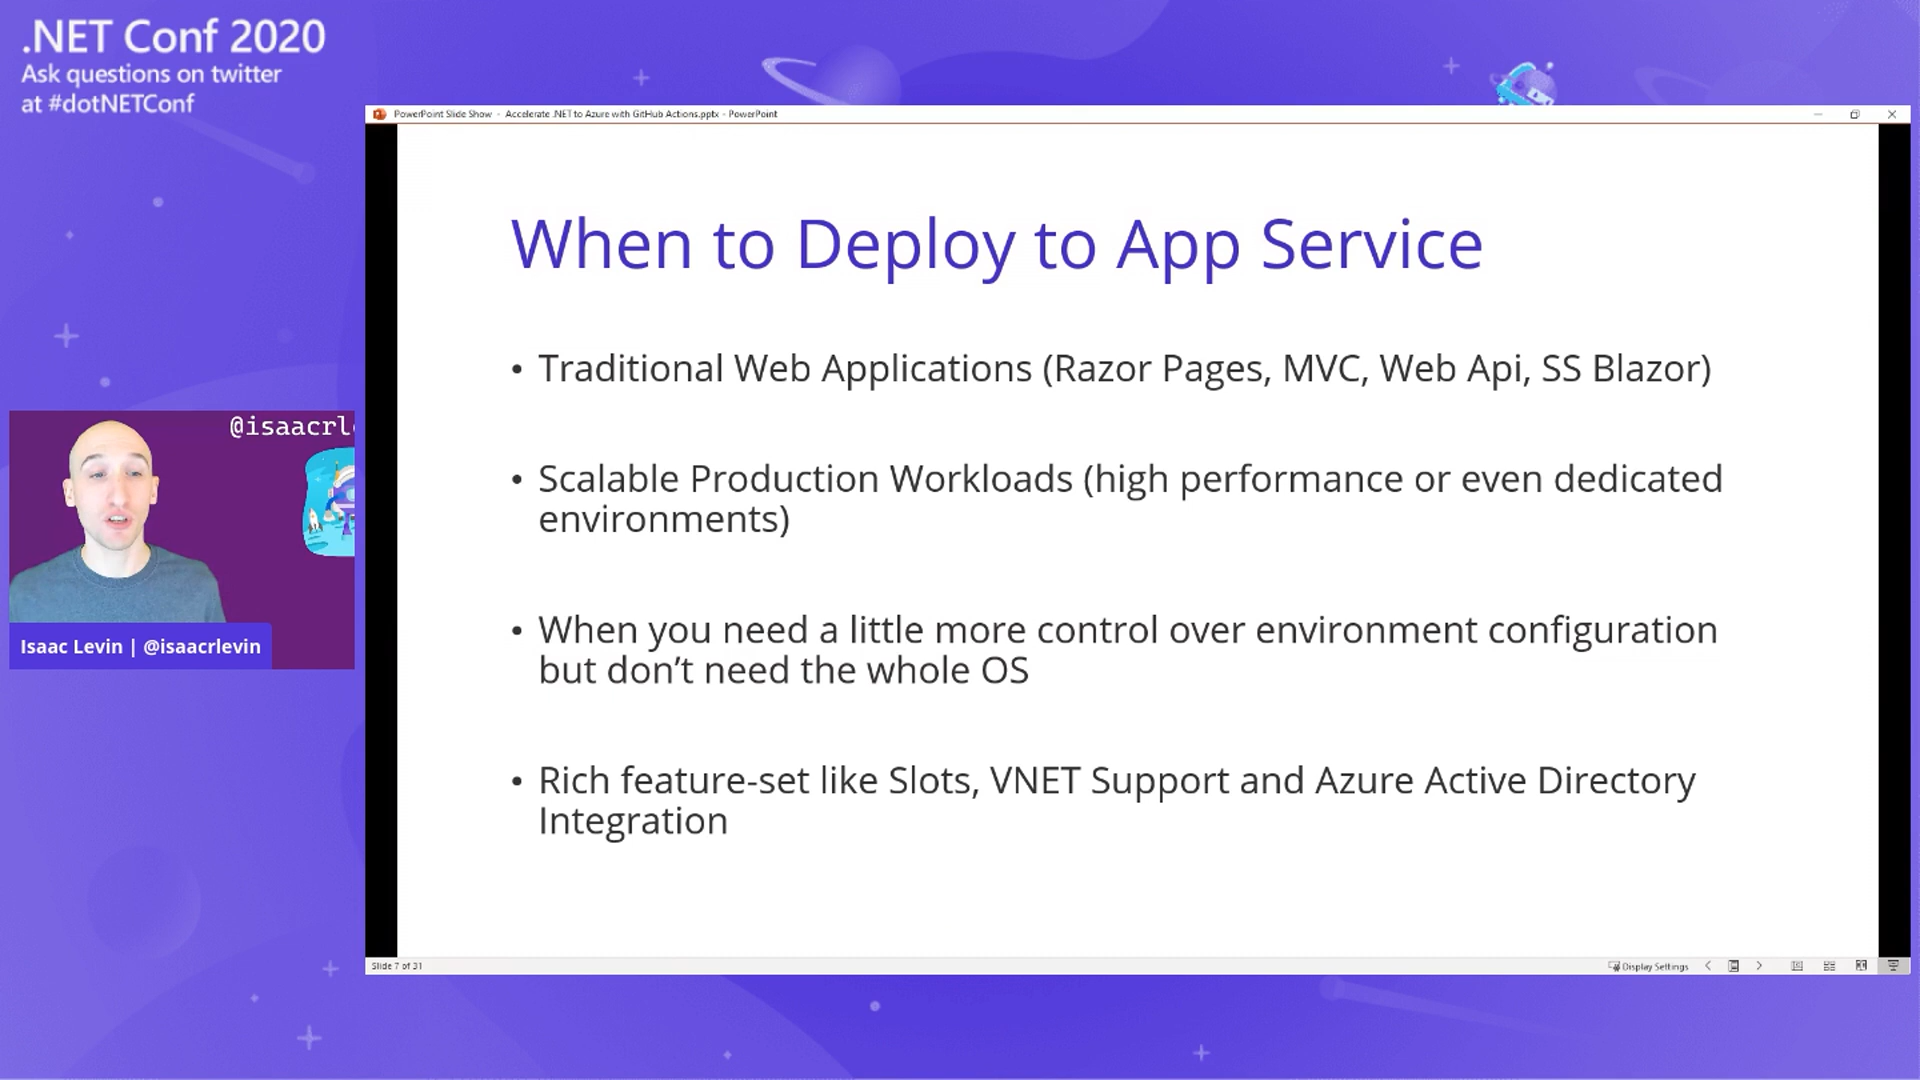 .NET Conf 2020
Ask questions on twitter
at #dotNETConf
PowerPoint Slide Show - Accelerate .NET to Azure with GitHub Actions.pptx - PowerPoint
When to Deploy to App Service
• Traditional Web Applications (Razor Pages, MVC, Web Api, SS Blazor)
• Scalable Production Workloads (high performance or even dedicated
environments)
• When you need a little more control over environment configuration
but don’t need the whole OS
• Rich feature-set like Slots, VNET Support and Azure Active Directory
Integration
@isaacrl
Isaac Levin | @isaacrlevin
Slide 7 of 31
Display Settings